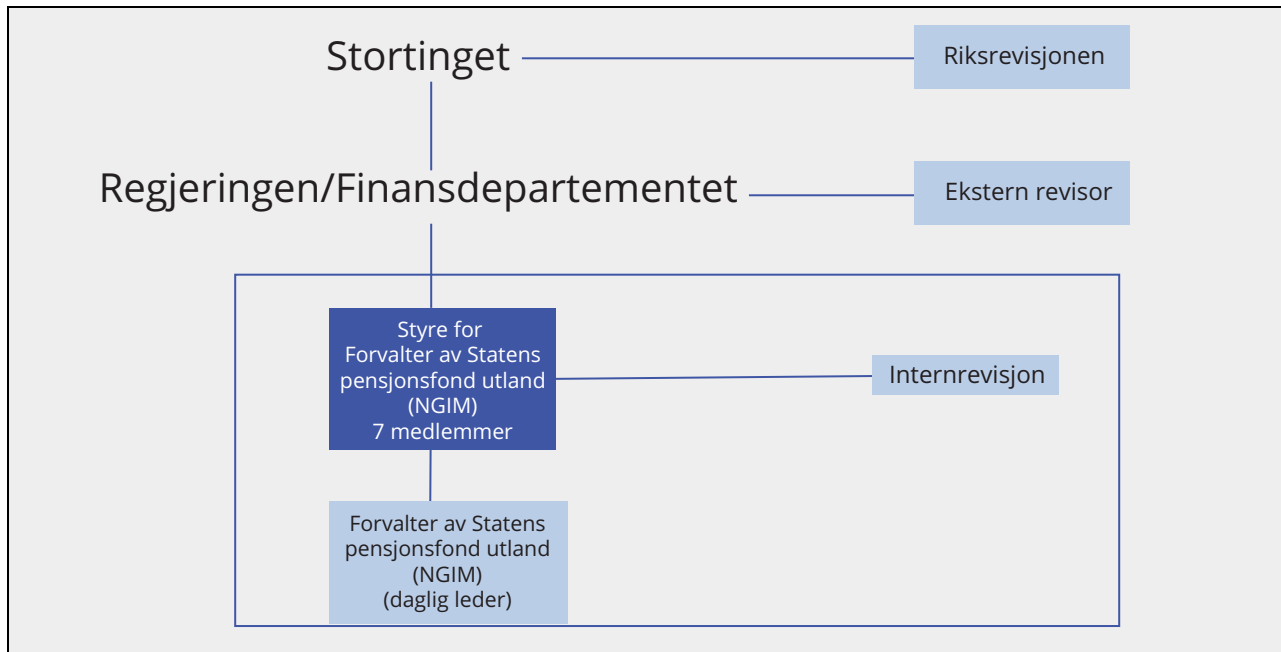 Stortinget
Riksrevisjonen
Regjeringen/Finansdepartementet
Ekstern revisor
Styre for
Forvalter av Statens
pensjonsfond utland
(NGIM)
7 medlemmer
Internrevisjon
Forvalter av Statens
pensjonsfond utland
(NGIM)
(daglig leder)